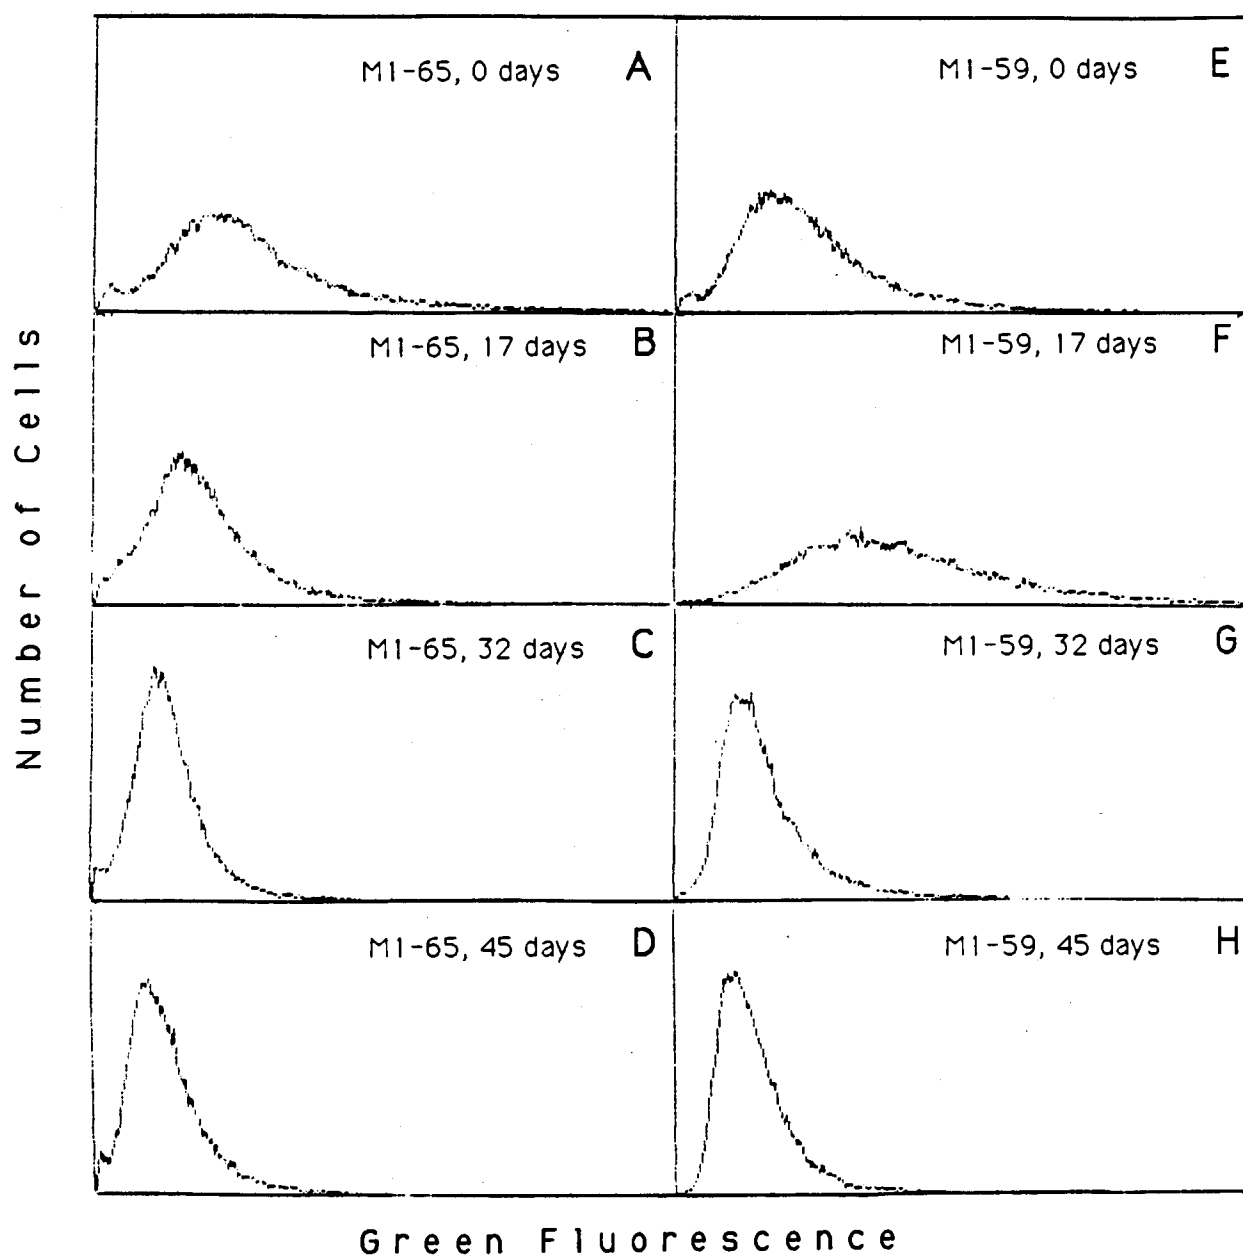 M1-65, 0 days A
M1-59, 0 days E
M1-65, 17 days B
M1-59, 17 days F
M1-65, 32 days C
M1-59, 32 days G
M1-65, 45 days D
M1-59, 45 days H
Number of Cells
Green Fluorescence